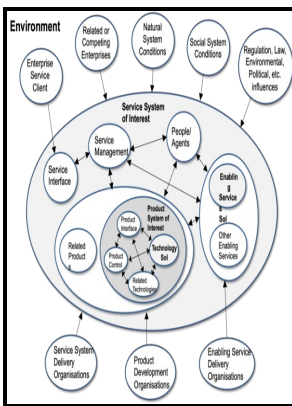 Environment
Related or
Competing
Enterprises
Natural
System
Conditions
Social System
Conditions
Regulation, Law,
Environmental,
Political, etc.
influences
Enterprise
Service
Client
Service System
of Interest
Service
Management
People/
Agents
Service
Interface
Enablin
g Service
s
SoI
Other
Enabling
Services
Product
System of
Interest
Product
Interface
Technology
SoI
Product
Control
Related
Technologies
Related
Product
s
Service System
Delivery
Organisations
Product
Development
Organisations
Enabling Service
Delivery
Organisations